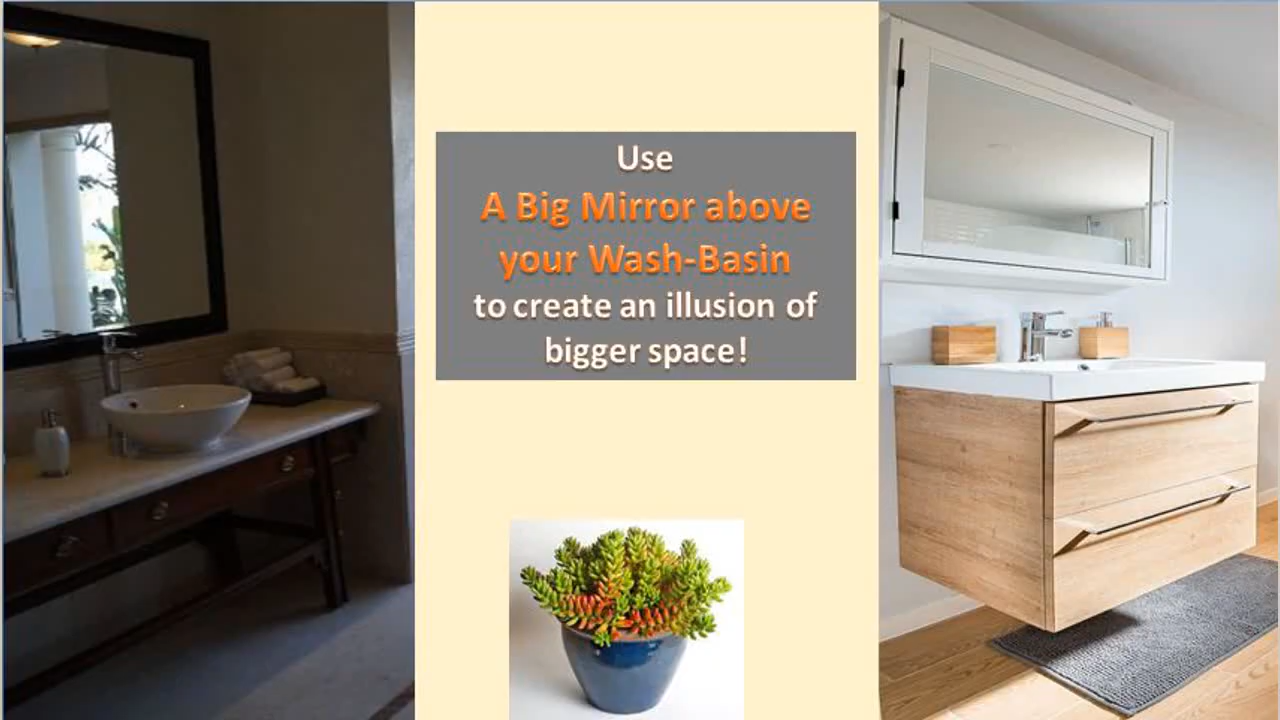 Use
A Big Mirror above
your Wash-Basin
to create an illusion of
bigger space!